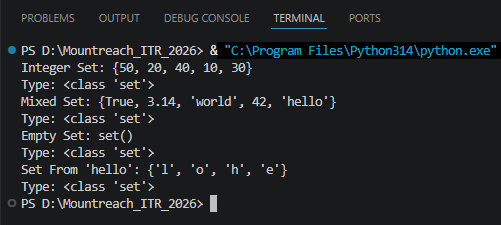 PROBLEMS OUTPUT DEBUG CONSOLE TERMINAL PORTS
PS D:\Mountreach_ITR_2026> & "C:\Program Files\Python314\python.exe"
Integer Set: {50, 20, 40, 10, 30}
Type: <class 'set'>
Mixed Set: {True, 3.14, 'world', 42, 'hello'}
Type: <class 'set'>
Empty Set: set()
Type: <class 'set'>
Set From 'hello': {'l', 'o', 'h', 'e'}
Type: <class 'set'>
PS D:\Mountreach_ITR_2026>